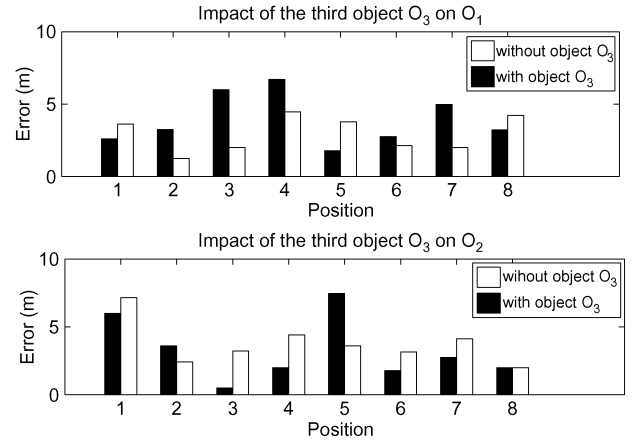 Impact of the third object O₃ on O₁
10
5
0
Error (m)
without object O₃
with object O₃
1 2 3 4 5 6 7 8
Position
Impact of the third object O₃ on O₂
10
5
0
Error (m)
wihout object O₃
with object O₃
1 2 3 4 5 6 7 8
Position